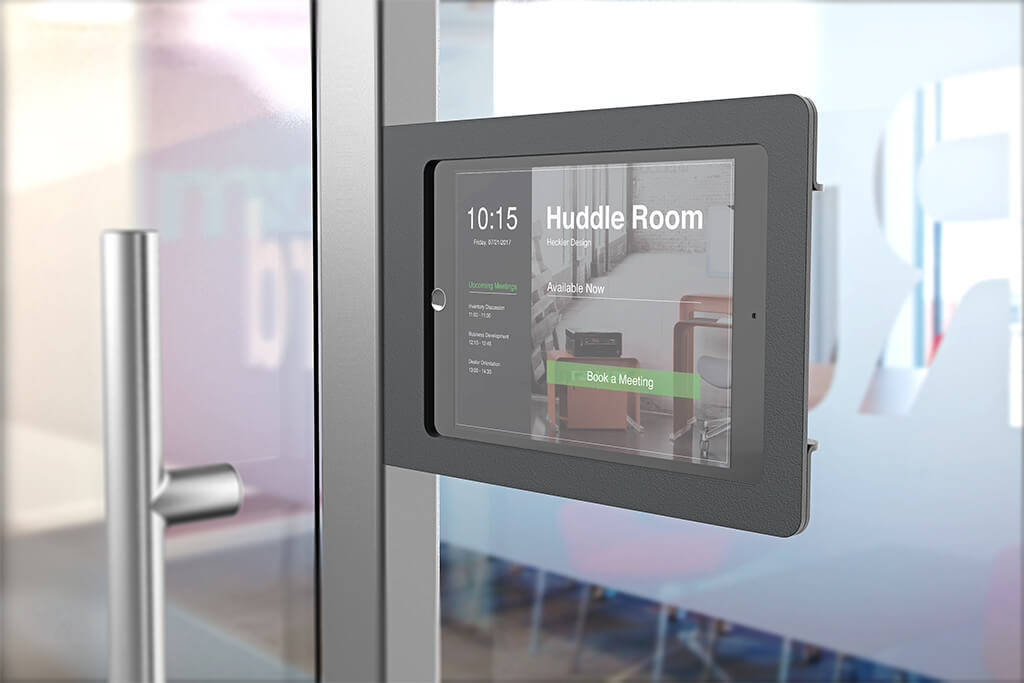 10:15
Friday, 07/21/2017
Upcoming Meetings
Inventory Discussion
11:00 - 11:30
Business Development
12:15 - 12:45
Dealer Orientation
13:00 - 14:30
Huddle Room
Heckler Design
Available Now
Book a Meeting